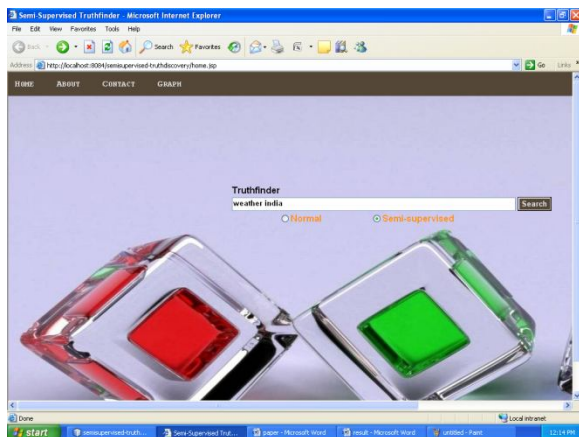 Semi-Supervised Truthfinder - Microsoft Internet Explorer
File Edit View Favorites Tools Help
Back Search Favorites
Address http://localhost:8084/semisupervised-truthdiscovery/home.jsp Go Links
HOME ABOUT CONTACT GRAPH
Truthfinder
weather india Search
Normal Semi-supervised
Done Local intranet
start semisupervised-truth... Semi-Supervised Trut... paper - Microsoft Word result - Microsoft Word untitled - Paint 12:14 PM